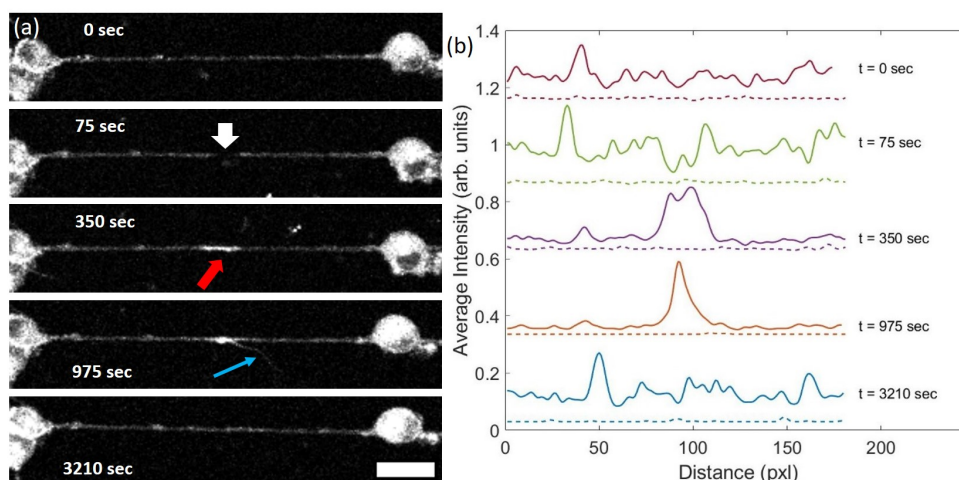 (a)
0 sec
75 sec
350 sec
975 sec
3210 sec
(b)
1.4
1.2
1
0.8
0.6
0.4
0.2
0
Average Intensity (arb. units)
t = 0 sec
t = 75 sec
t = 350 sec
t = 975 sec
t = 3210 sec
0 50 100 150 200
Distance (pxl)